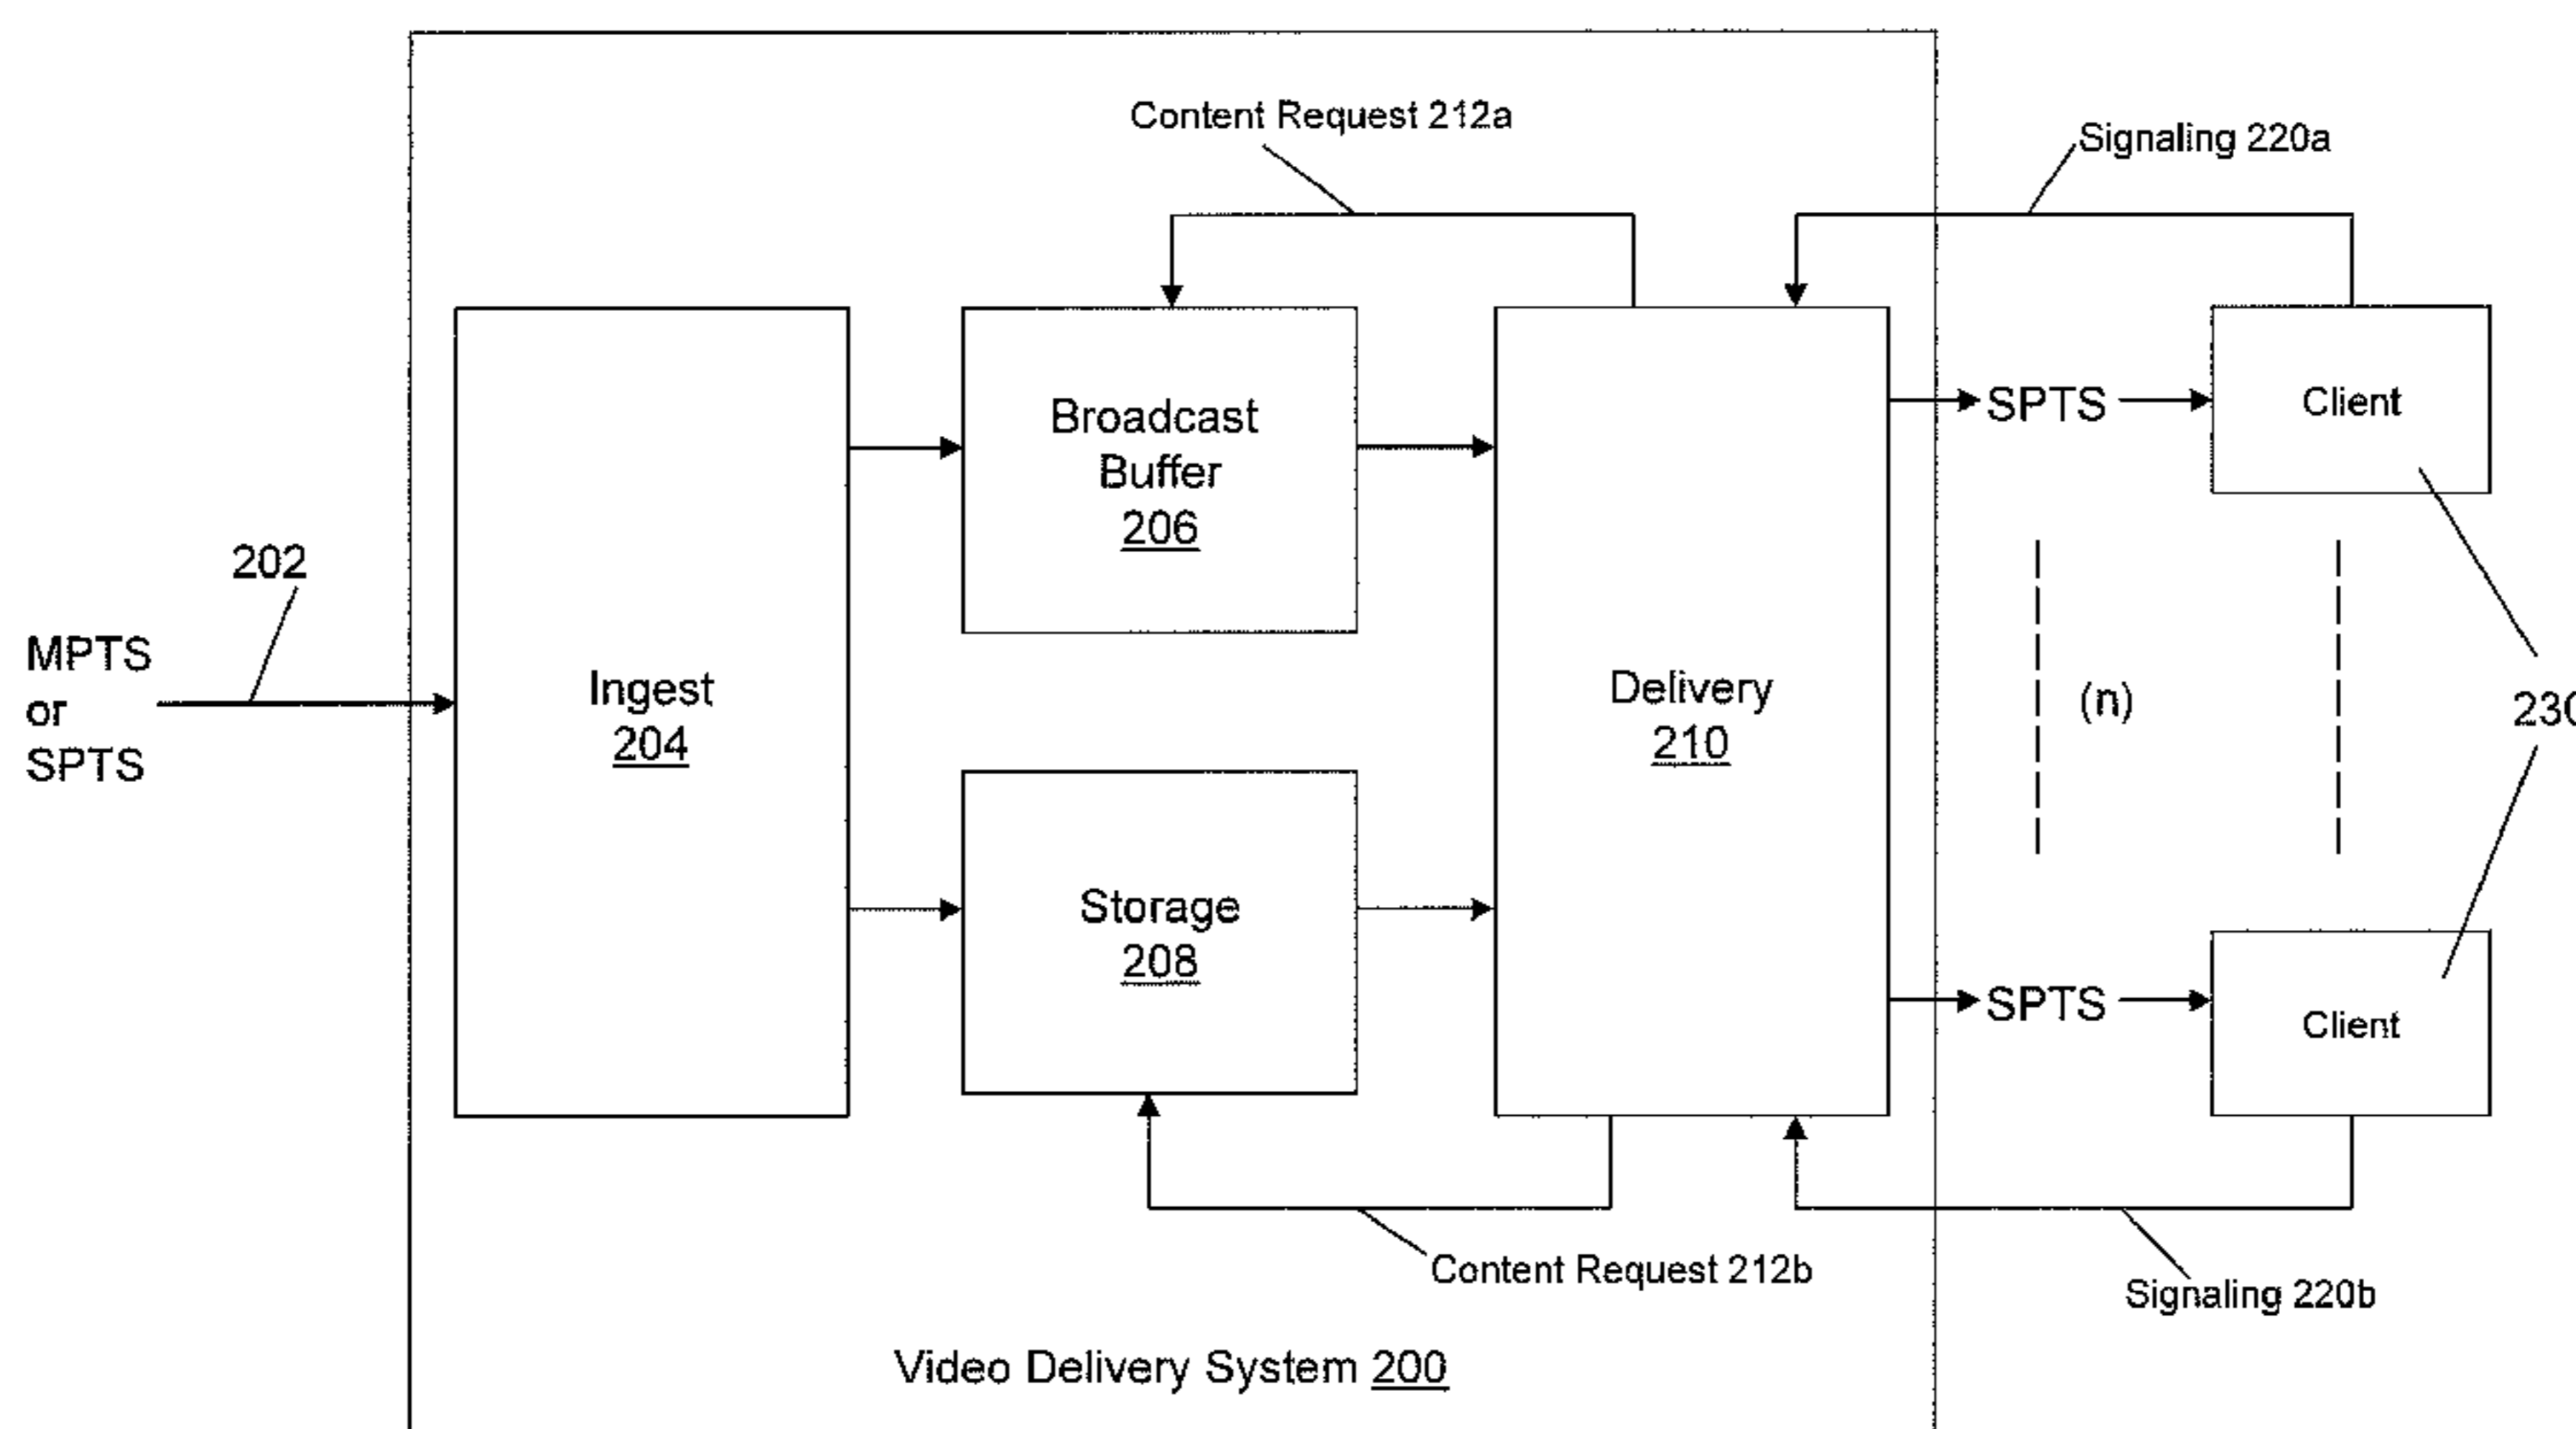 Content Request 212a
Signaling 220a
Broadcast
Buffer
206
SPTS
Client
202
MPTS
or
SPTS
Ingest
204
Delivery
210
(n)
Storage
208
SPTS
Client
Content Request 212b
Signaling 220b
Video Delivery System 200